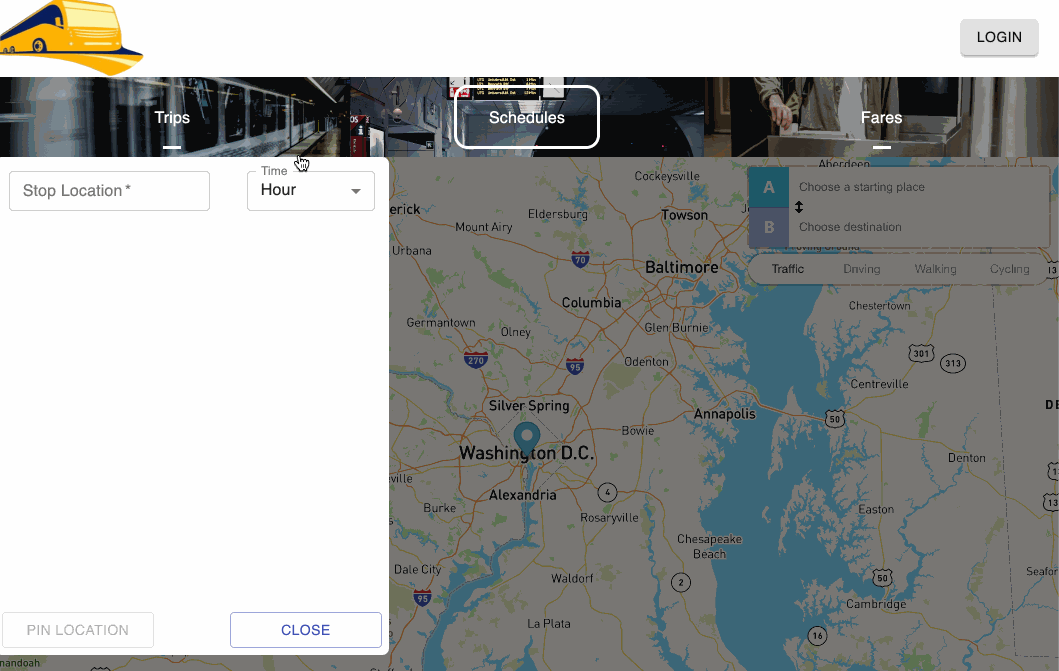 LOGIN
Trips
Schedules
Fares
Stop Location *
Time
Hour
PIN LOCATION
CLOSE
A
Choose a starting place
B
Choose destination
Traffic
Driving
Walking
Cycling
Aberdeen
Cockeysville
erick
Eldersburg
Towson
Mount Airy
Urbana
70
Baltimore
Columbia
Chestertown
Germantown
Olney
Glen Burnie
270
95
Odenton
301
313
Centreville
Silver Spring
Annapolis
50
Bowie
Washington D.C.
Denton
ville
Alexandria
4
Burke
Rosaryville
Easton
Chesapeake
Beach
Dale City
Waldorf
2
50
Seafor
95
Cambridge
La Plata
16
nandoah